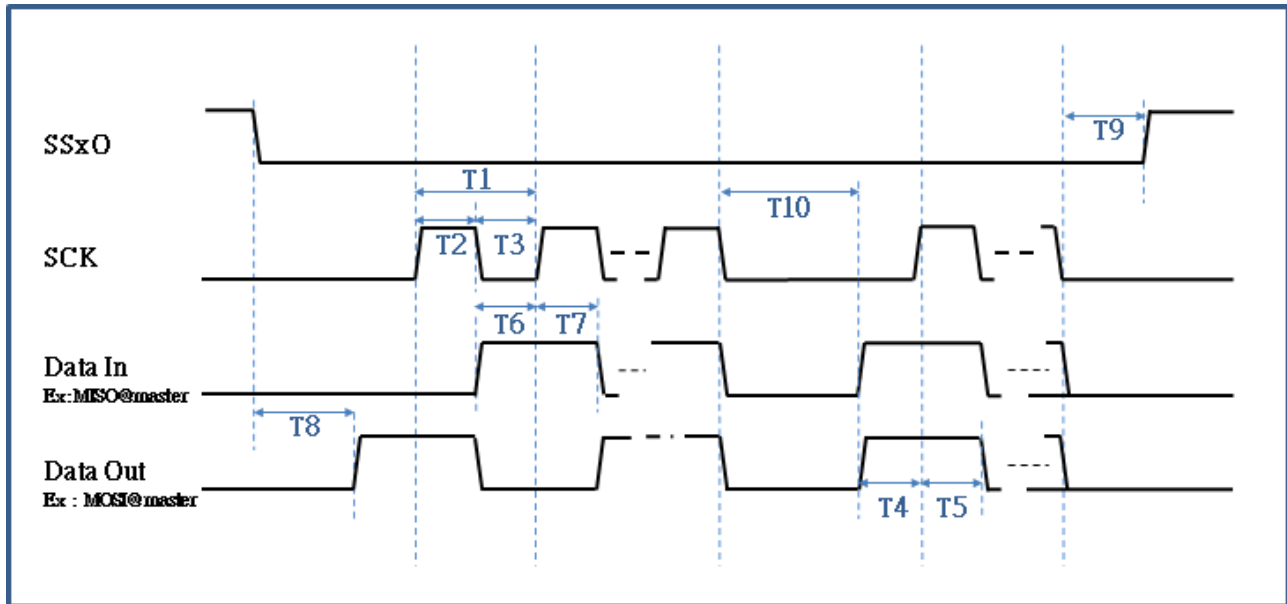 SSxO
T9
T1
T10
T2 T3
SCK
T6 T7
Data In
Ex:MISO@master
T8
Data Out
Ex : MOSI@master
T4 T5